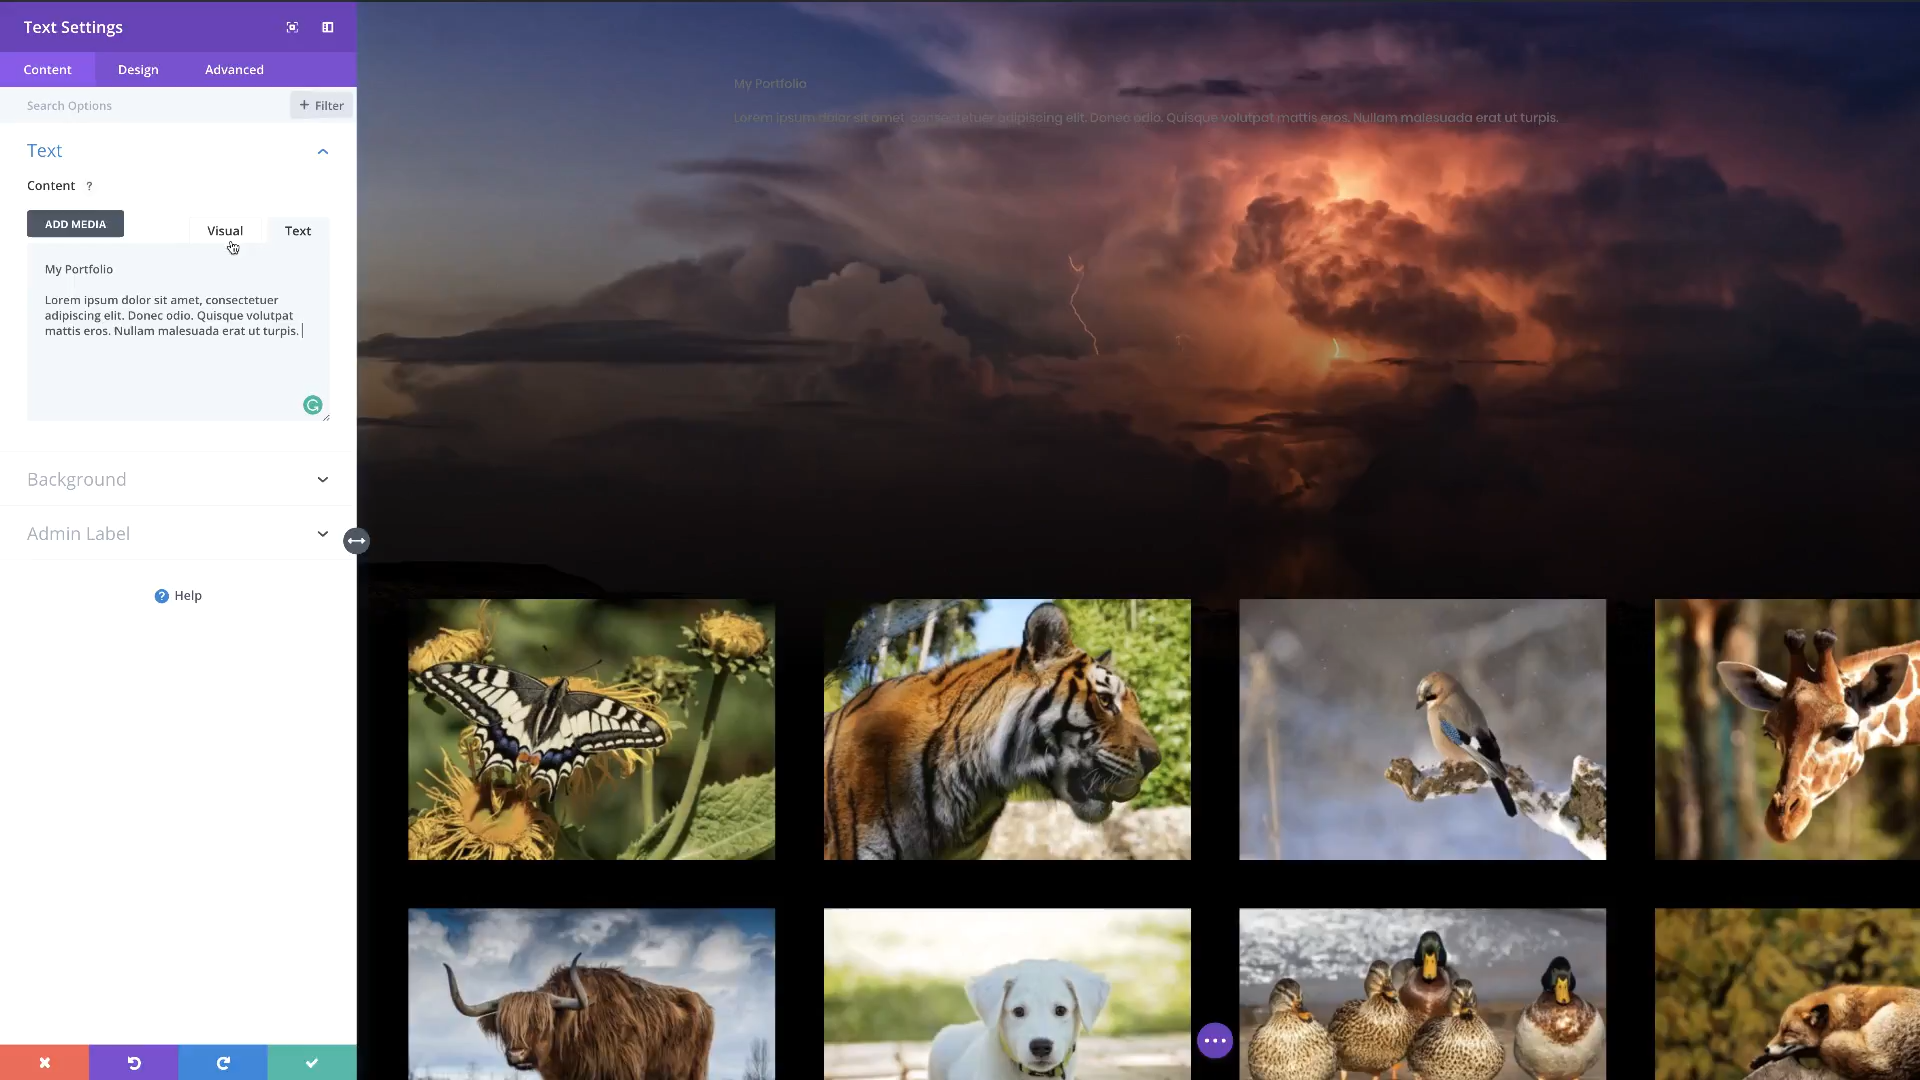 Text Settings
Content Design Advanced
Search Options + Filter
Text
Content ?
ADD MEDIA Visual Text
My Portfolio
Lorem ipsum dolor sit amet, consectetuer
adipiscing elit. Donec odio. Quisque volutpat
mattis eros. Nullam malesuada erat ut turpis.
Background
Admin Label
? Help
My Portfolio
Lorem ipsum dolor sit amet, consectetuer adipiscing elit. Donec odio. Quisque volutpat mattis eros. Nullam malesuada erat ut turpis.